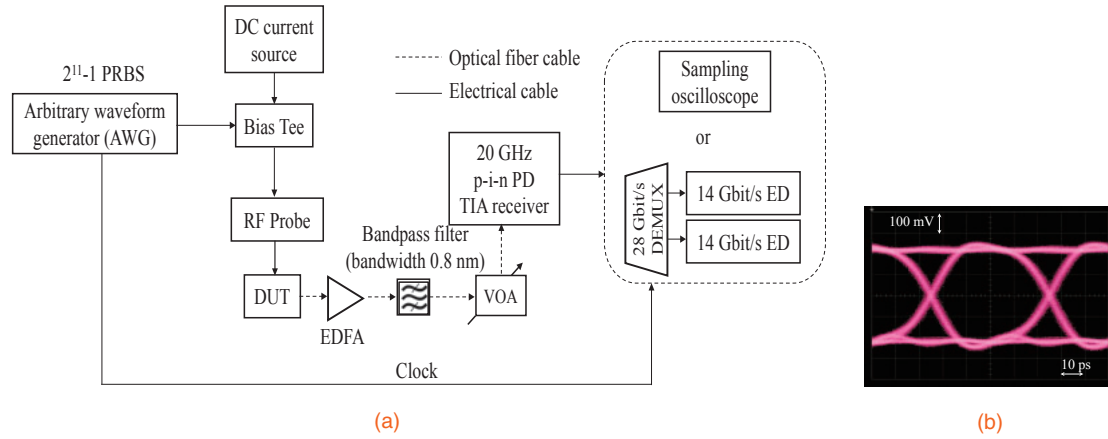 DC current
source
Optical fiber cable
Electrical cable
2¹¹-1 PRBS
Arbitrary waveform
generator (AWG)
Bias Tee
RF Probe
DUT
EDFA
Bandpass filter
(bandwidth 0.8 nm)
VOA
20 GHz
p-i-n PD
TIA receiver
Sampling
oscilloscope
or
28 Gbit/s
DEMUX
14 Gbit/s ED
14 Gbit/s ED
Clock
(a)
100 mV
10 ps
(b)